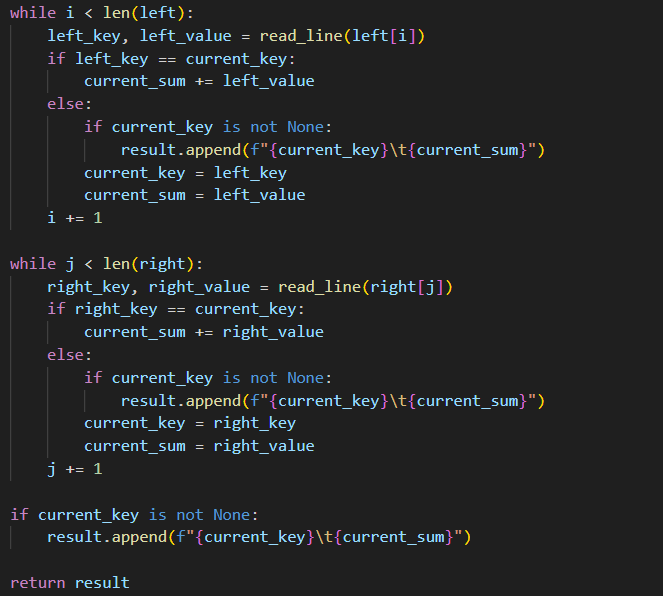 while i < len(left):
    left_key, left_value = read_line(left[i])
    if left_key == current_key:
        current_sum += left_value
    else:
        if current_key is not None:
            result.append(f"{current_key}\t{current_sum}")
        current_key = left_key
        current_sum = left_value
    i += 1

while j < len(right):
    right_key, right_value = read_line(right[j])
    if right_key == current_key:
        current_sum += right_value
    else:
        if current_key is not None:
            result.append(f"{current_key}\t{current_sum}")
        current_key = right_key
        current_sum = right_value
    j += 1

if current_key is not None:
    result.append(f"{current_key}\t{current_sum}")

return result